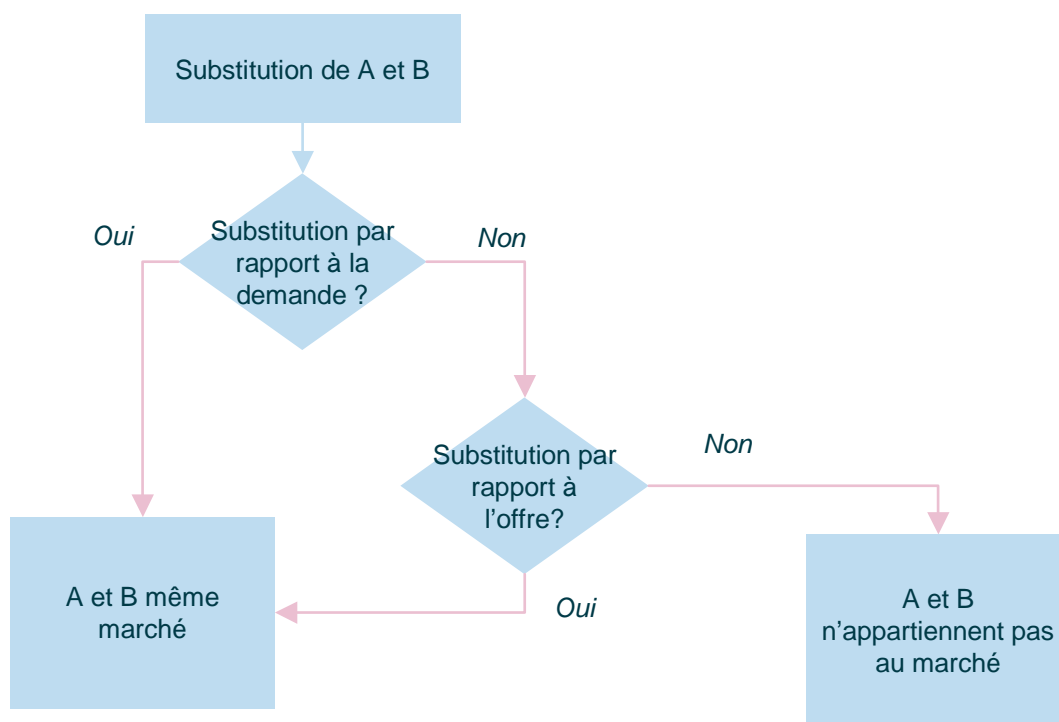 Substitution de A et B
Oui
Substitution par
rapport à la
demande ?
Non
Substitution par
rapport à
l'offre?
Non
A et B même
marché
Oui
A et B
n'appartiennent pas
au marché